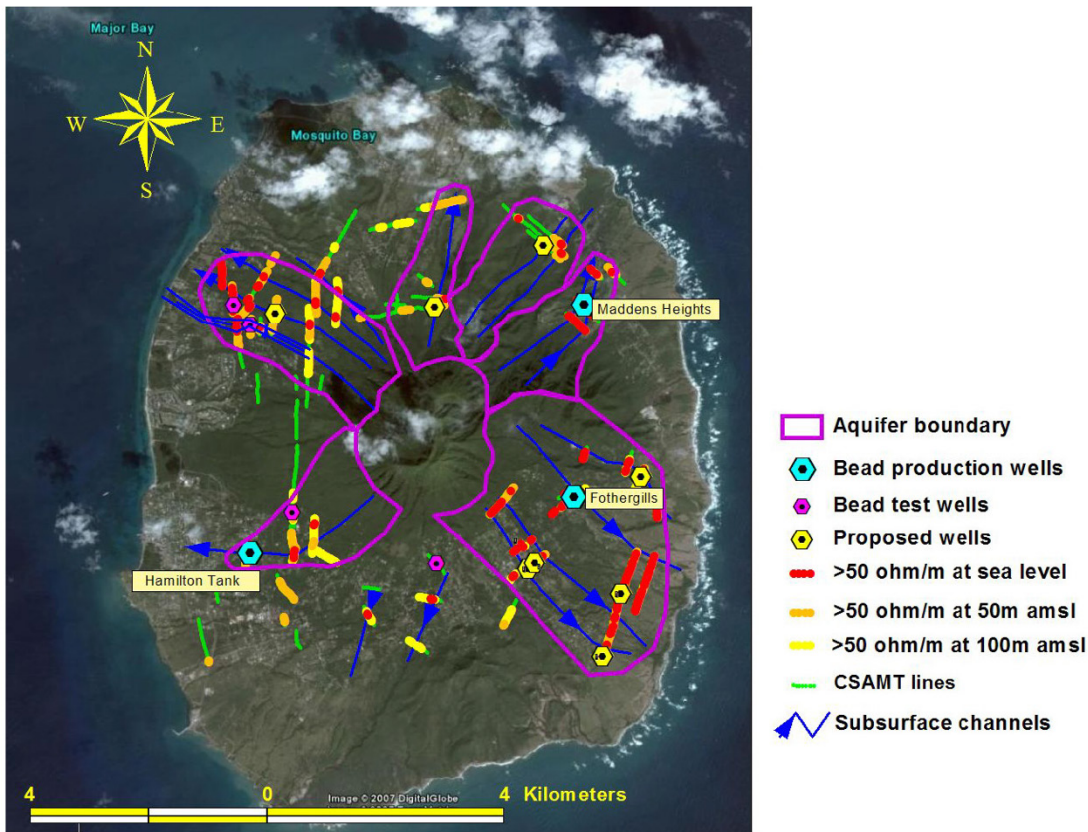 Major Bay
N
W
E
S
Mosquito Bay
Maddens Heights
Fothergills
Hamilton Tank
4
0
4 Kilometers
Image © 2007 DigitalGlobe
Aquifer boundary
Bead production wells
Bead test wells
Proposed wells
>50 ohm/m at sea level
>50 ohm/m at 50m amsl
>50 ohm/m at 100m amsl
CSAMT lines
Subsurface channels